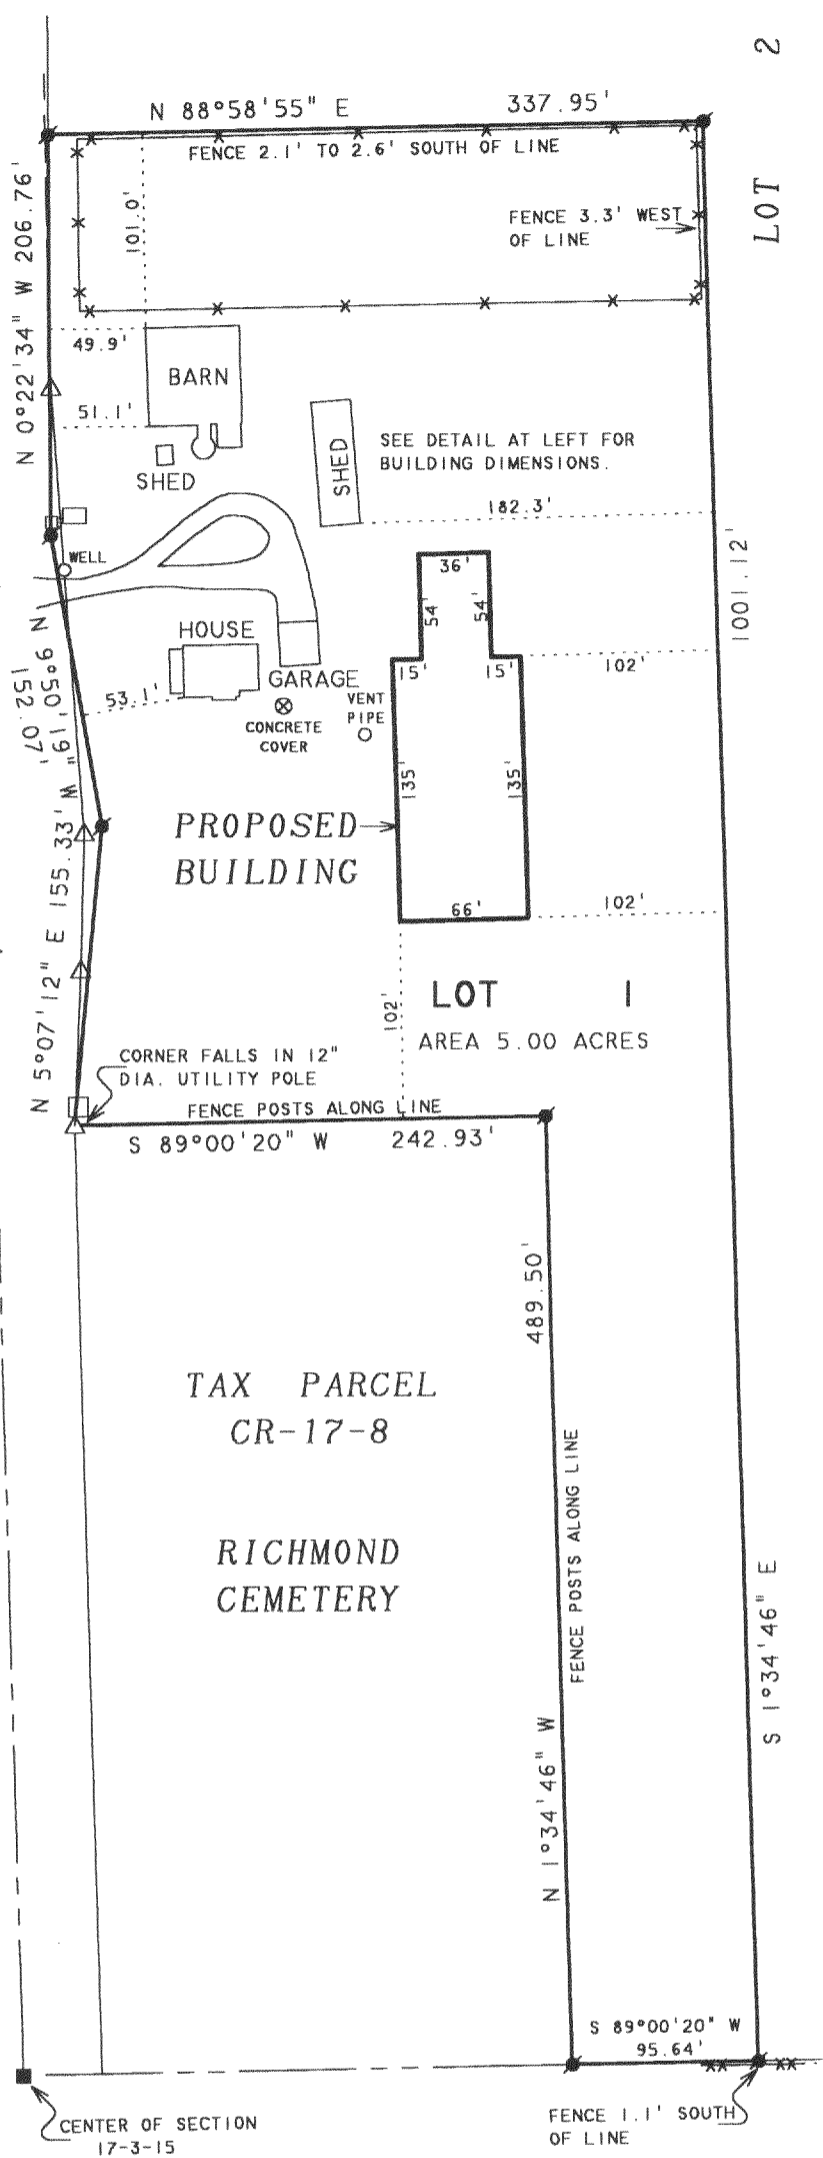 LOT 2
N 88°58'55" E 337.95'
FENCE 2.1' TO 2.6' SOUTH OF LINE
N 0°22'34" W 206.76'
101.0'
FENCE 3.3' WEST
OF LINE
49.9'
BARN
51.1'
SHED
SHED
SEE DETAIL AT LEFT FOR
BUILDING DIMENSIONS.
182.3'
WELL
1001.12'
36'
54'
54'
HOUSE
15'
15'
102'
GARAGE
N 9°50'19" W
152.07'
53.1'
VENT
PIPE
CONCRETE
COVER
135'
135'
PROPOSED
BUILDING
66'
102'
N 5°07'12" E 155.33'
102'
LOT 1
AREA 5.00 ACRES
CORNER FALLS IN 12"
DIA. UTILITY POLE
FENCE POSTS ALONG LINE
S 89°00'20" W 242.93'
489.50'
TAX PARCEL
CR-17-8
FENCE POSTS ALONG LINE
RICHMOND
CEMETERY
N 1°34'46" W
S 1°34'46" E
S 89°00'20" W
95.64'
CENTER OF SECTION
17-3-15
FENCE 1.1' SOUTH
OF LINE